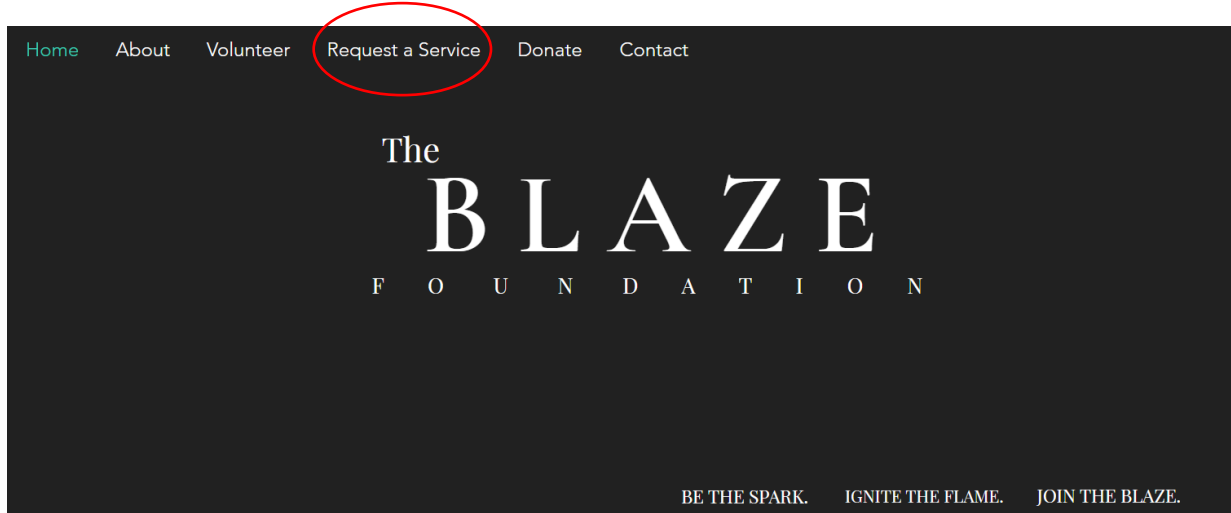 Home About Volunteer Request a Service Donate Contact
The
BLAZE
FOUNDATION
BE THE SPARK. IGNITE THE FLAME. JOIN THE BLAZE.